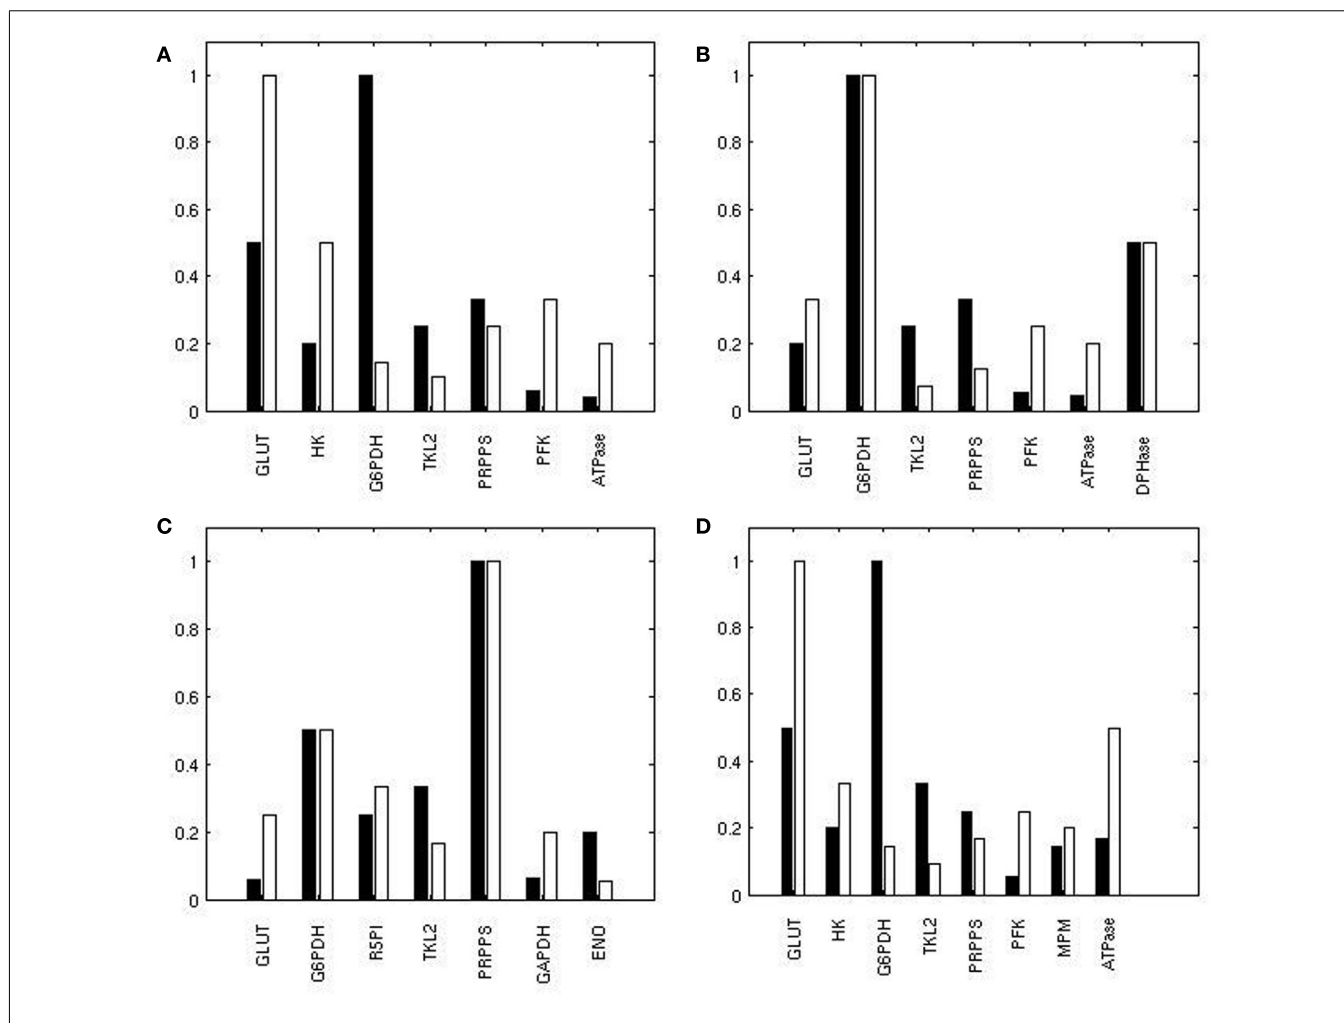 A
1
0.8
0.6
0.4
0.2
0
GLUT
HK
G6PDH
TKL2
PRPPS
PFK
ATPase
B
1
0.8
0.6
0.4
0.2
0
GLUT
G6PDH
TKL2
PRPPS
PFK
ATPase
DPHase
C
1
0.8
0.6
0.4
0.2
0
GLUT
G6PDH
R5PI
TKL2
PRPPS
GAPDH
ENO
D
1
0.8
0.6
0.4
0.2
0
GLUT
HK
G6PDH
TKL2
PRPPS
PFK
MPM
ATPase